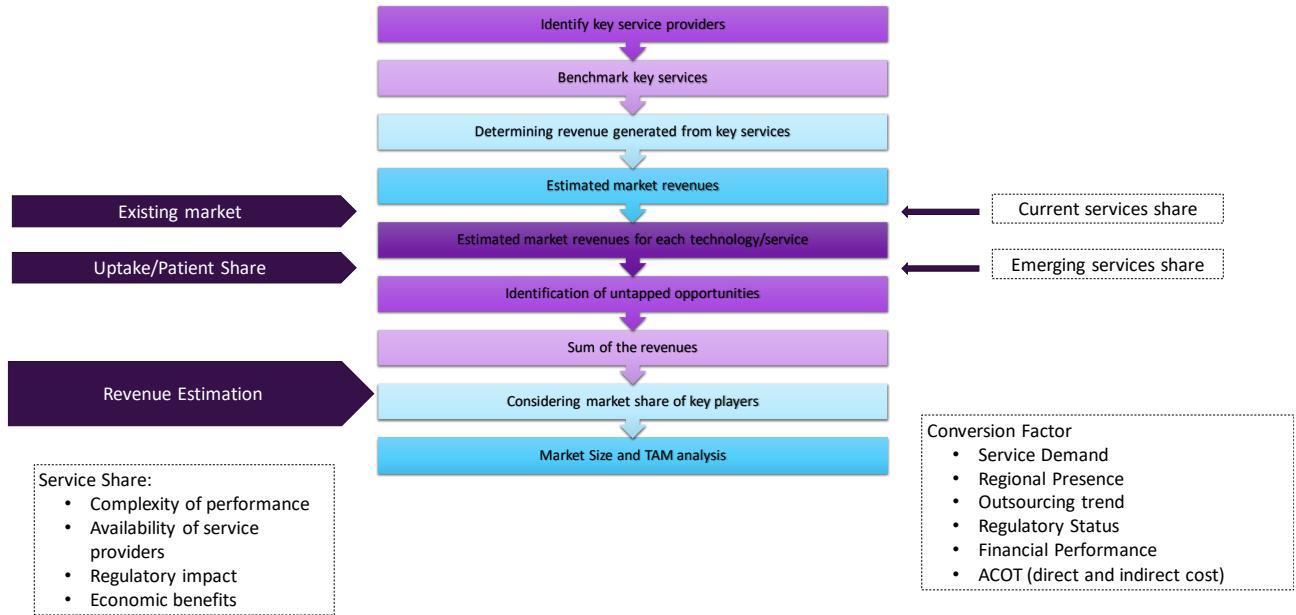 Identify key service providers
Benchmark key services
Determining revenue generated from key services
Estimated market revenues
Existing market
Current services share
Estimated market revenues for each technology/service
Uptake/Patient Share
Emerging services share
Identification of untapped opportunities
Sum of the revenues
Revenue Estimation
Considering market share of key players
Market Size and TAM analysis
Service Share:
• Complexity of performance
• Availability of service
providers
• Regulatory impact
• Economic benefits
Conversion Factor
• Service Demand
• Regional Presence
• Outsourcing trend
• Regulatory Status
• Financial Performance
• ACOT (direct and indirect cost)